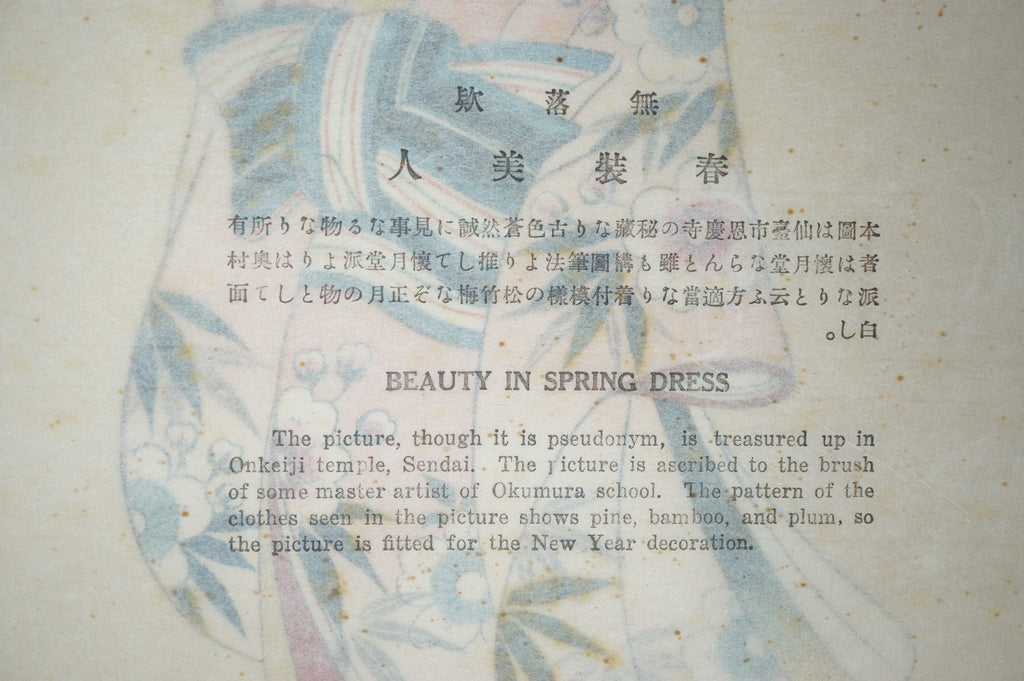 無落欵
春裝美人
本圖は仙臺市恩慶寺の秘藏なり古色蒼然誠に見事なる物なり所有
者は懷月堂ならんと雖も構圖筆法より推して懷月堂派よりは奧村
派なりと云ふ方適當なり着付模樣の松竹梅なぞ正月の物として面
白し。
BEAUTY IN SPRING DRESS
The picture, though it is pseudonym, is treasured up in
Onkeiji temple, Sendai. The picture is ascribed to the brush
of some master artist of Okumura school. The pattern of the
clothes seen in the picture shows pine, bamboo, and plum, so
the picture is fitted for the New Year decoration.